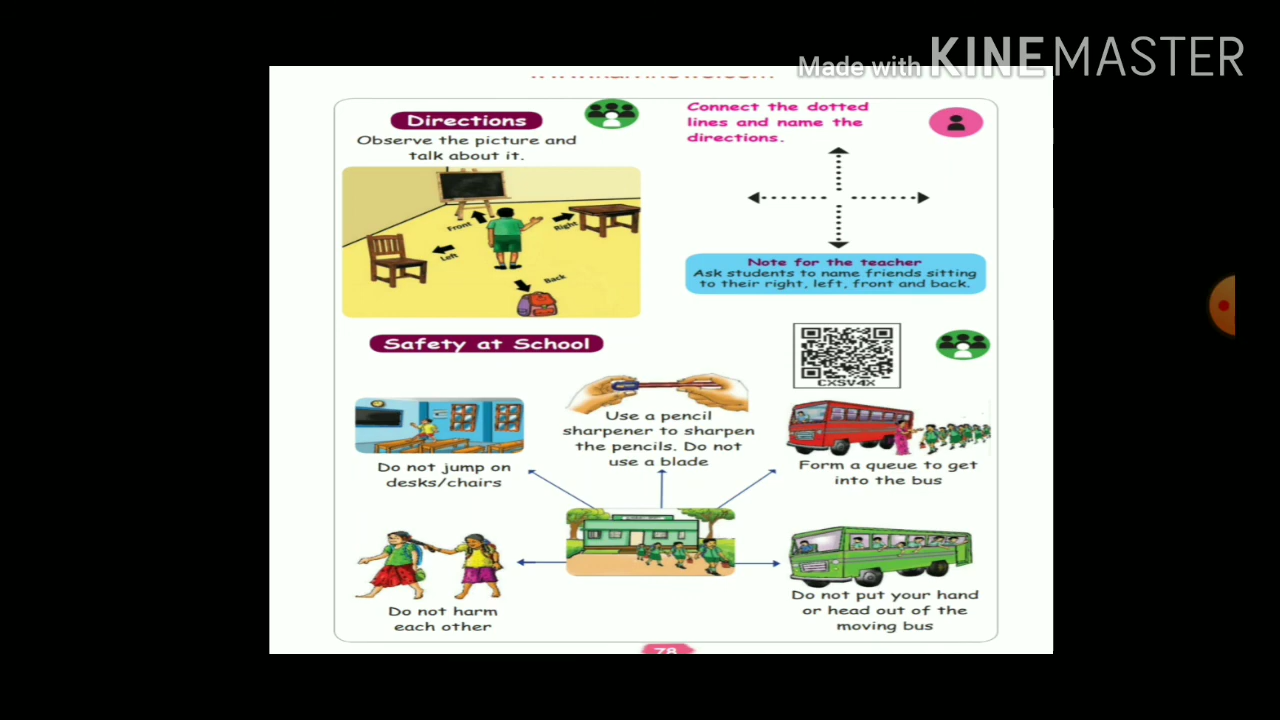 Made with KINEMASTER
Directions
Observe the picture and
talk about it.
Front
Right
Left
Back
Connect the dotted
lines and name the
directions.
Note for the teacher
Ask students to name friends sitting
to their right, left, front and back.
Safety at School
CXSV4X
Use a pencil
sharpener to sharpen
the pencils. Do not
use a blade
Do not jump on
desks/chairs
Form a queue to get
into the bus
Do not harm
each other
Do not put your hand
or head out of the
moving bus
78